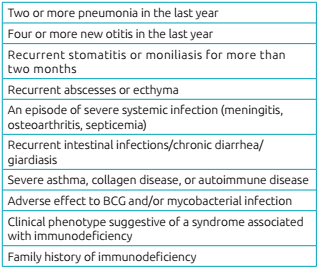 Two or more pneumonia in the last year
Four or more new otitis in the last year
Recurrent stomatitis or moniliasis for more than
two months
Recurrent abscesses or ecthyma
An episode of severe systemic infection (meningitis,
osteoarthritis, septicemia)
Recurrent intestinal infections/chronic diarrhea/
giardiasis
Severe asthma, collagen disease, or autoimmune disease
Adverse effect to BCG and/or mycobacterial infection
Clinical phenotype suggestive of a syndrome associated
with immunodeficiency
Family history of immunodeficiency